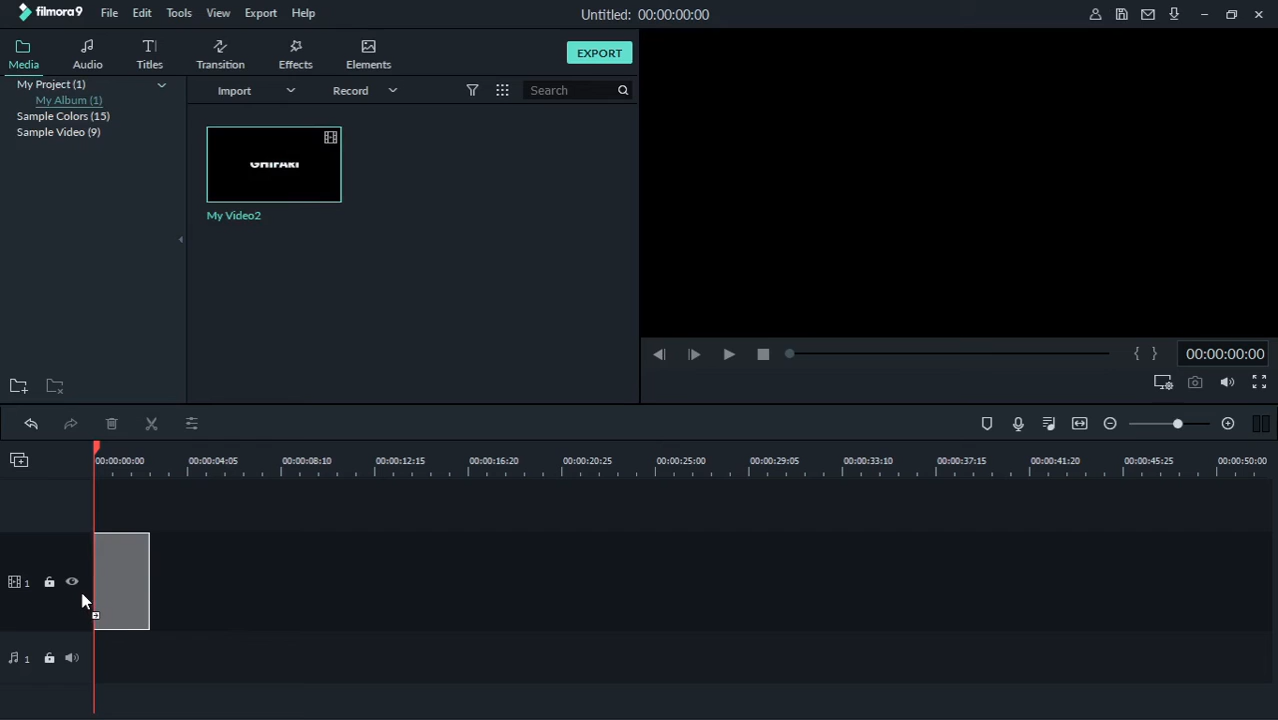 filmora9 File Edit Tools View Export Help Untitled: 00:00:00:00
Media Audio Titles Transition Effects Elements EXPORT
My Project (1)
My Album (1)
Sample Colors (15)
Sample Video (9)
Import Record Search
GHIFARI
My Video2
00:00:00:00
00:00:00:00 00:00:04:05 00:00:08:10 00:00:12:15 00:00:16:20 00:00:20:25 00:00:25:00 00:00:29:05 00:00:33:10 00:00:37:15 00:00:41:20 00:00:45:25 00:00:50:00
1
1